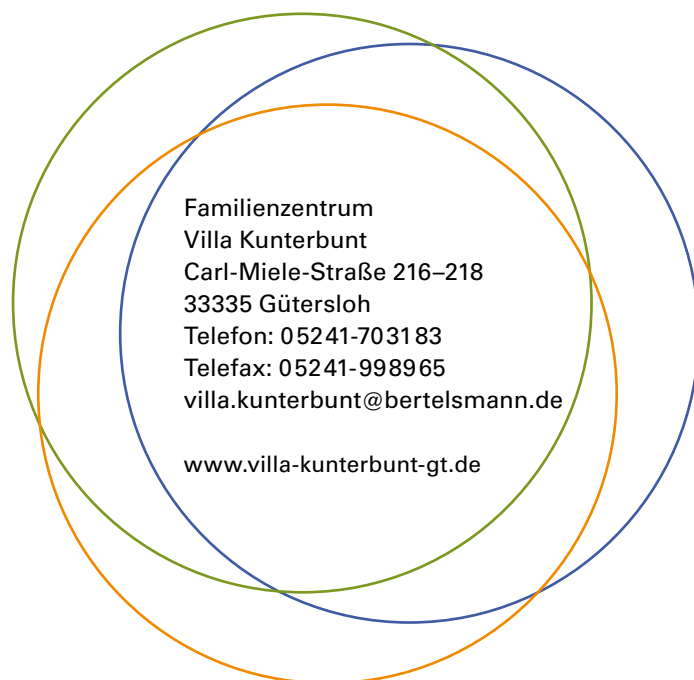 Familienzentrum
Villa Kunterbunt
Carl-Miele-Straße 216–218
33335 Gütersloh
Telefon: 05241-703183
Telefax: 05241-998965
villa.kunterbunt@bertelsmann.de
www.villa-kunterbunt-gt.de